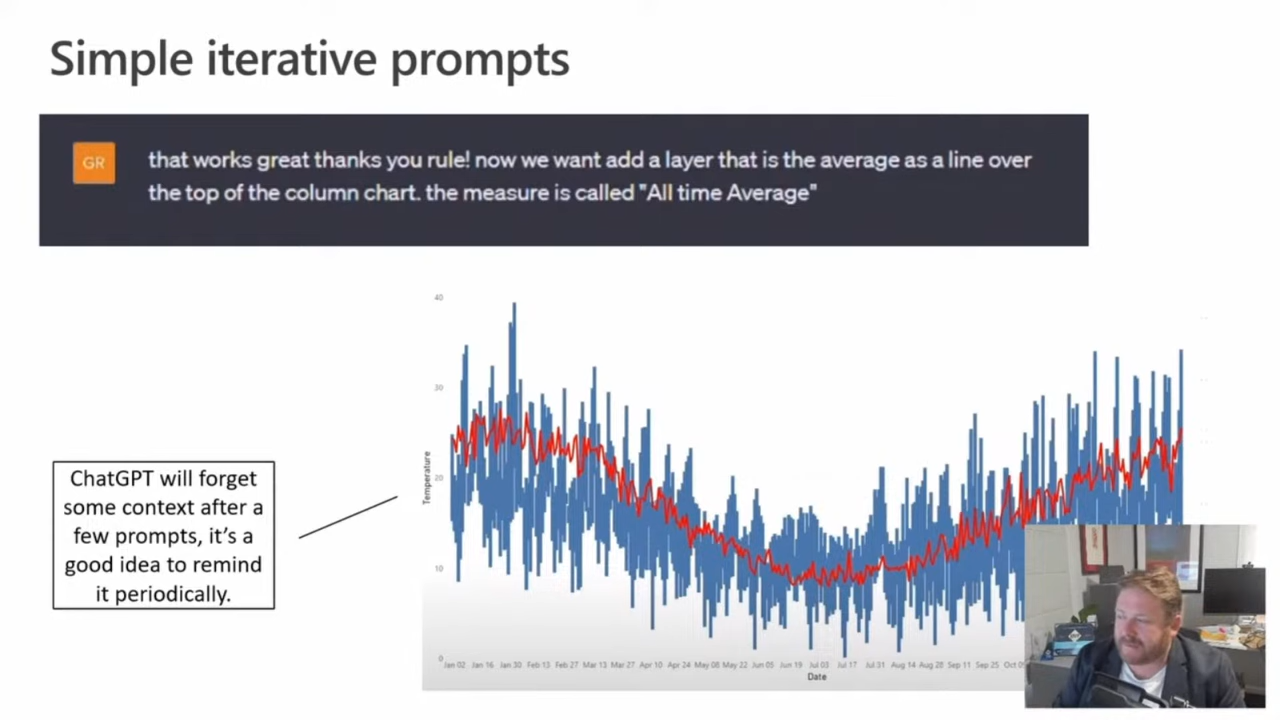 Simple iterative prompts
GR
that works great thanks you rule! now we want add a layer that is the average as a line over
the top of the column chart. the measure is called "All time Average"
ChatGPT will forget
some context after a
few prompts, it's a
good idea to remind
it periodically.
40
30
20
10
0
Temperature
Jan 02 Jan 16 Jan 30 Feb 13 Feb 27 Mar 13 Mar 27 Apr 10 Apr 24 May 08 May 22 Jun 05 Jun 19 Jul 03 Jul 17 Jul 31 Aug 14 Aug 28 Sep 11 Sep 25
Date